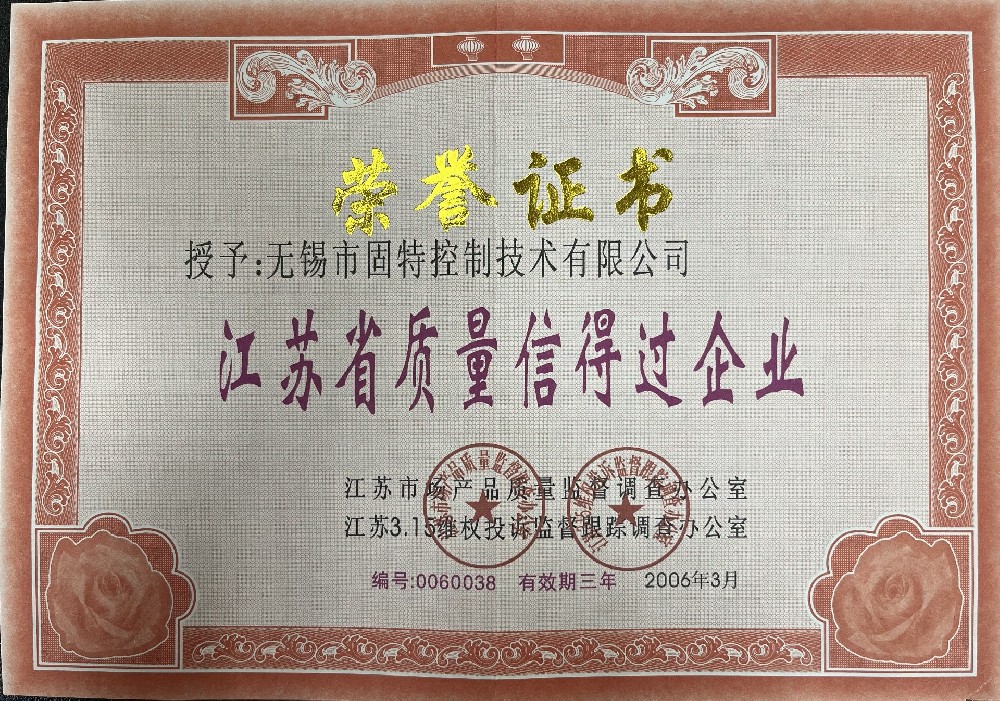 荣誉证书
授予:无锡市固特控制技术有限公司
江苏省质量信得过企业
江苏市场产品质量监督调查办公室
江苏3.15维权投诉监督跟踪调查办公室
编号:0060038 有效期三年 2006年3月